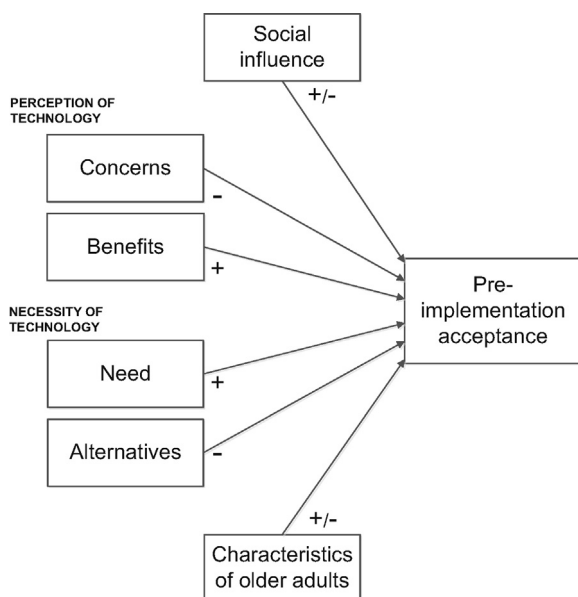 Social
influence
+/-
PERCEPTION OF
TECHNOLOGY
Concerns
-
Benefits
+
Pre-
implementation
acceptance
NECESSITY OF
TECHNOLOGY
Need
+
Alternatives
-
+/-
Characteristics
of older adults